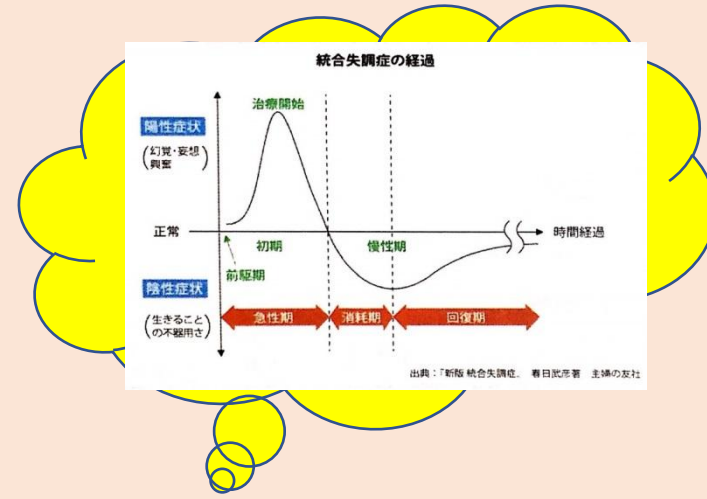 統合失調症の経過
治療開始
陽性症状
(幻覚・妄想
興奮)
正常
時間経過
初期
慢性期
前駆期
陰性症状
(生きること
の不器用さ)
急性期
消耗期
回復期
出典：「新版 統合失調症」 春日武彦著 主婦の友社